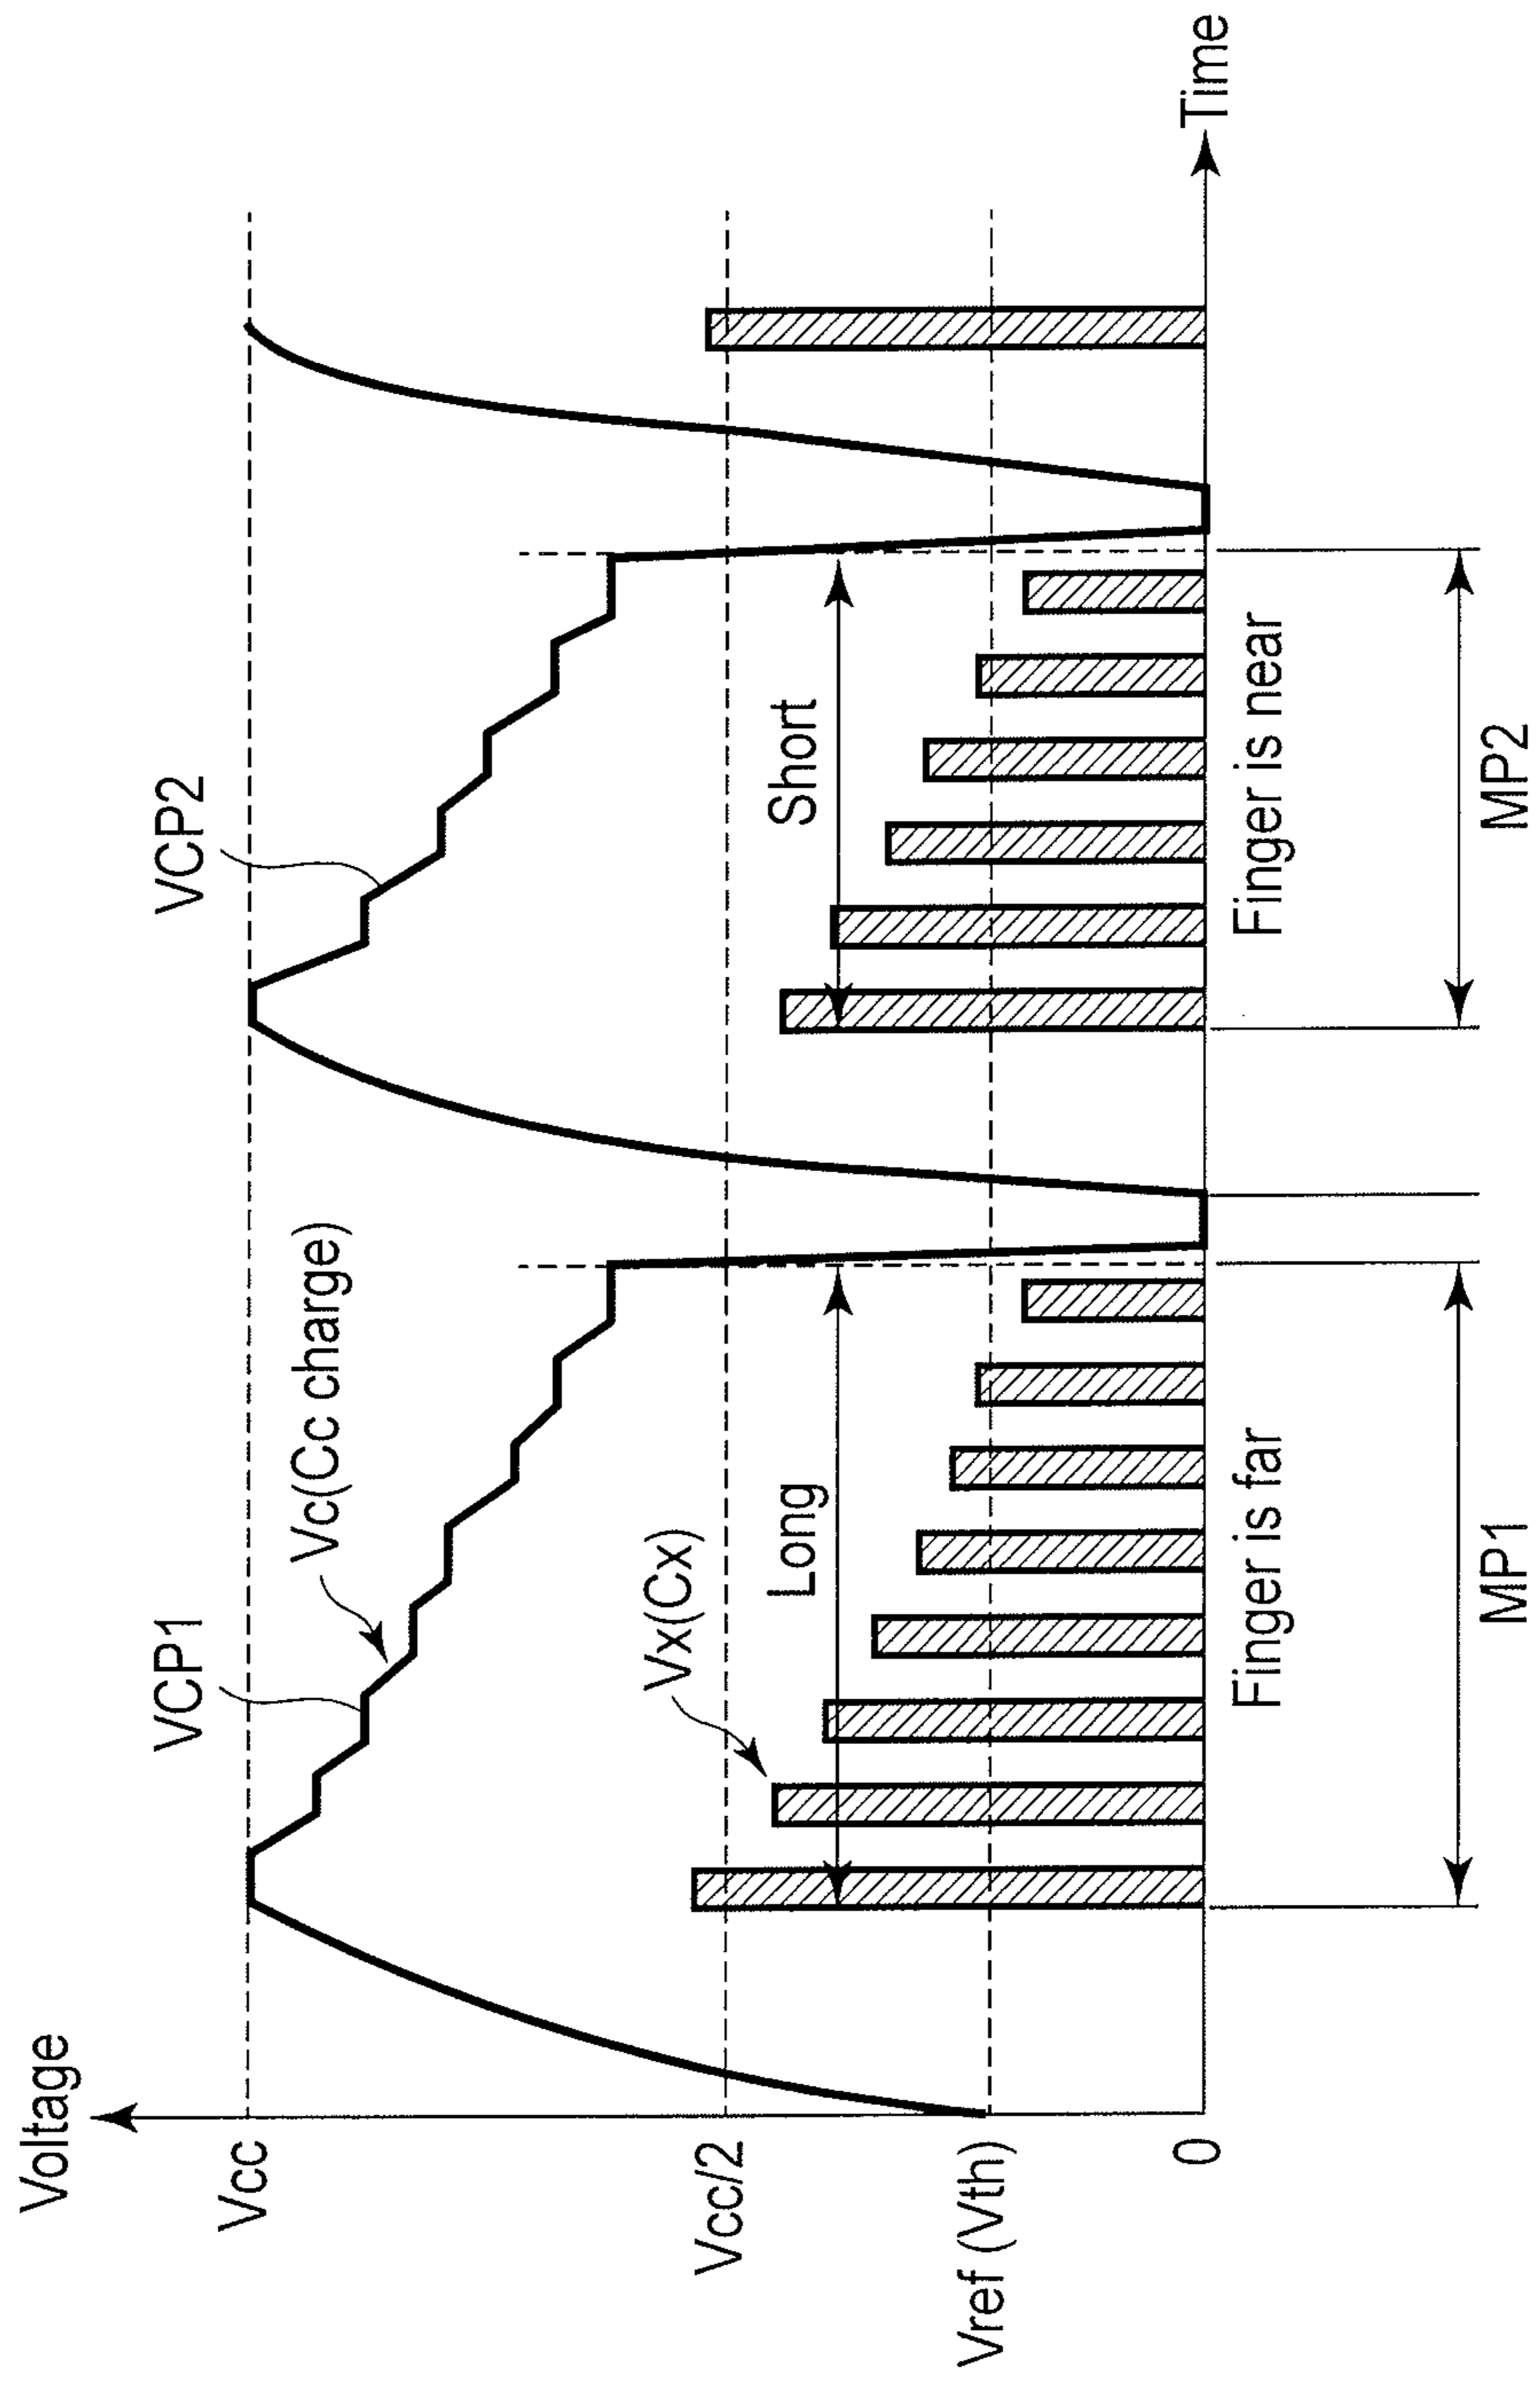 Voltage
Vcc
Vcc/2
Vref (Vth)
0
Time
VCP1
Vc(Cc charge)
VCP2
Vx(Cx)
Long
Short
Finger is far
Finger is near
MP1
MP2